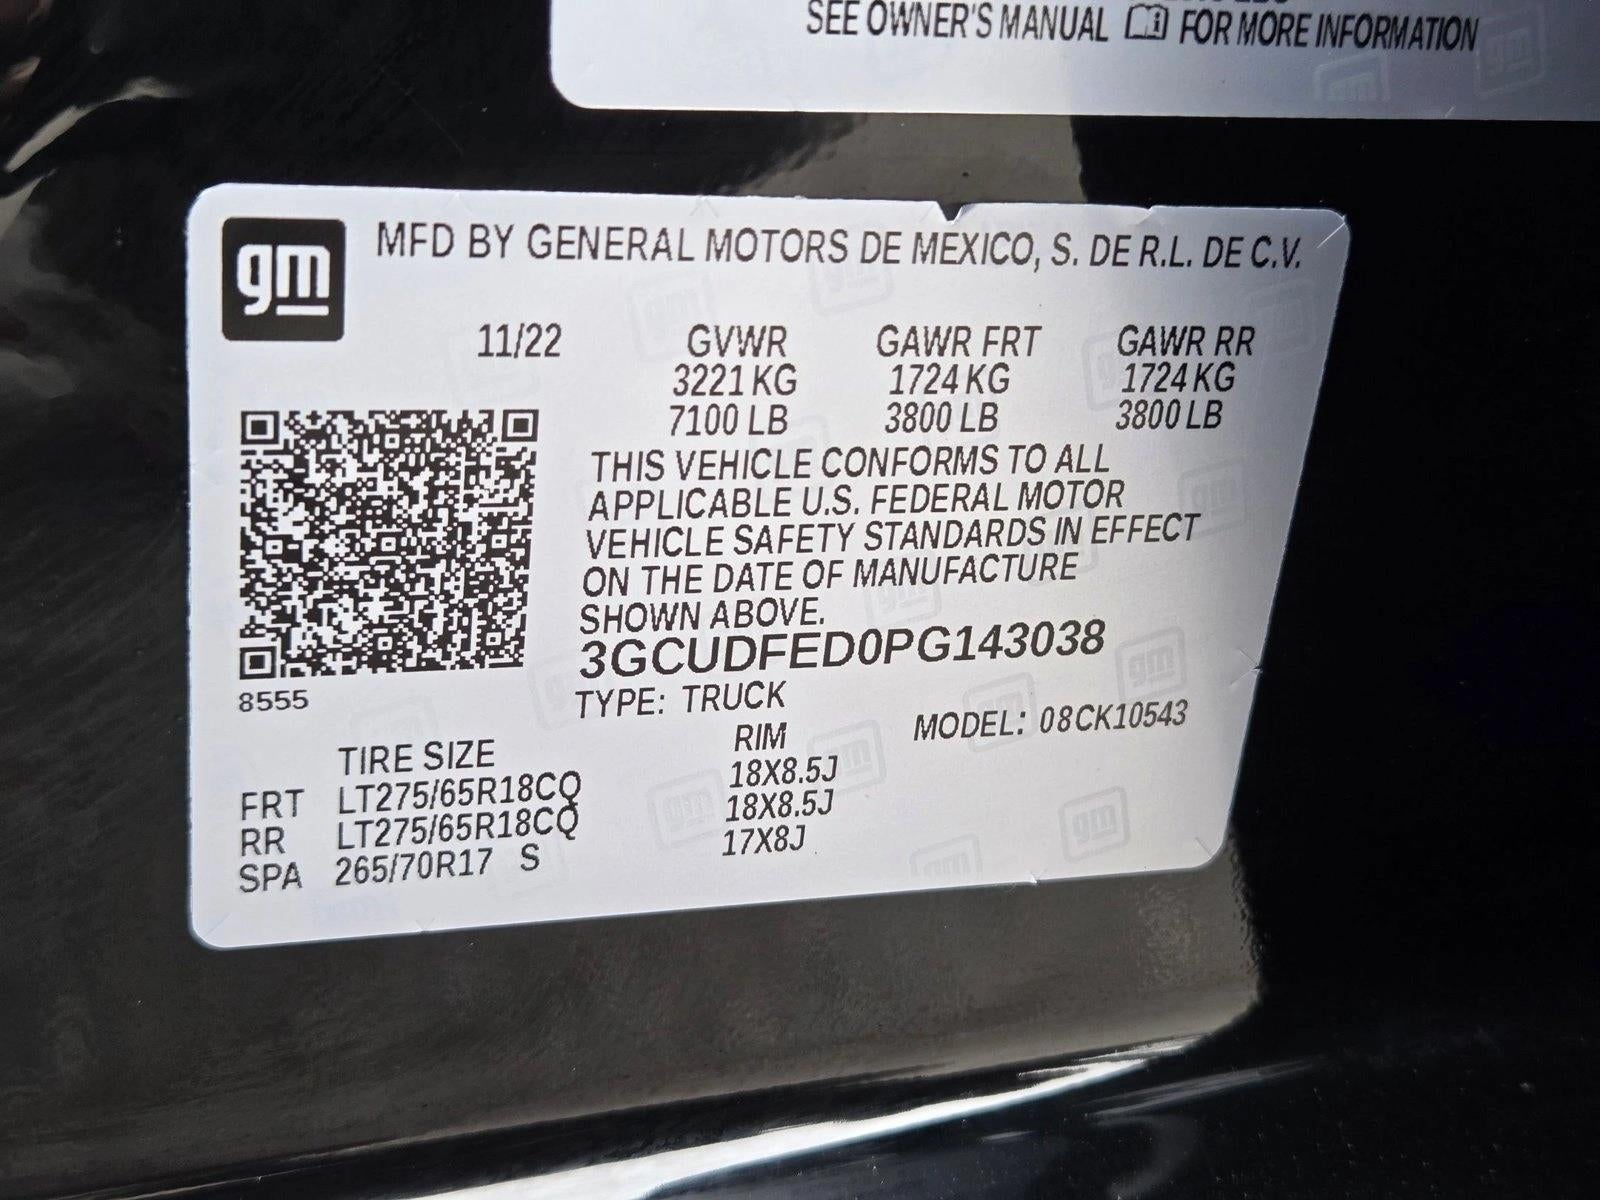 SEE OWNER'S MANUAL FOR MORE INFORMATION
gm MFD BY GENERAL MOTORS DE MEXICO, S. DE R.L. DE C.V.
11/22 GVWR GAWR FRT GAWR RR
3221 KG 1724 KG 1724 KG
7100 LB 3800 LB 3800 LB
THIS VEHICLE CONFORMS TO ALL
APPLICABLE U.S. FEDERAL MOTOR
VEHICLE SAFETY STANDARDS IN EFFECT
ON THE DATE OF MANUFACTURE
SHOWN ABOVE.
3GCUDFED0PG143038
8555 TYPE: TRUCK
MODEL: 08CK10543
TIRE SIZE RIM
FRT LT275/65R18CQ 18X8.5J
RR LT275/65R18CQ 18X8.5J
SPA 265/70R17 S 17X8J